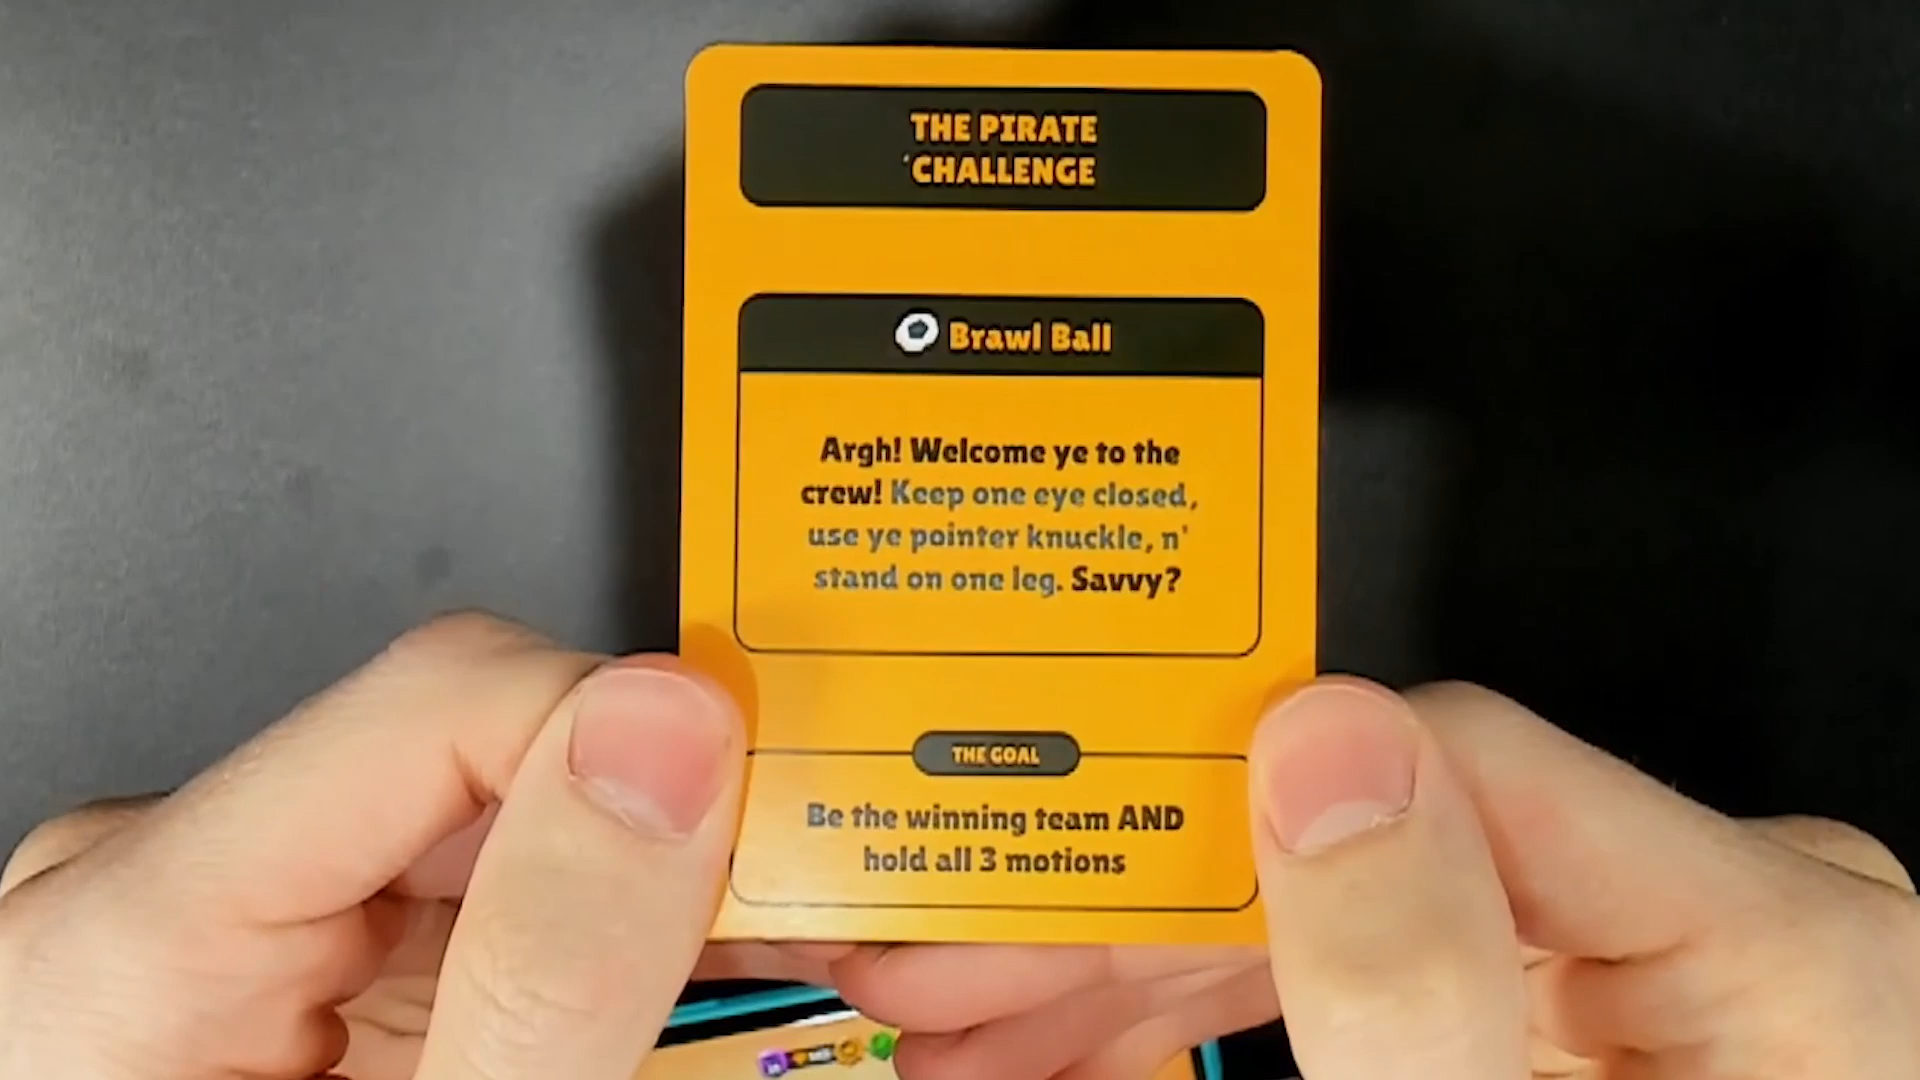 THE PIRATE
CHALLENGE
Brawl Ball
Argh! Welcome ye to the
crew! Keep one eye closed,
use ye pointer knuckle, n'
stand on one leg. Savvy?
THE GOAL
Be the winning team AND
hold all 3 motions